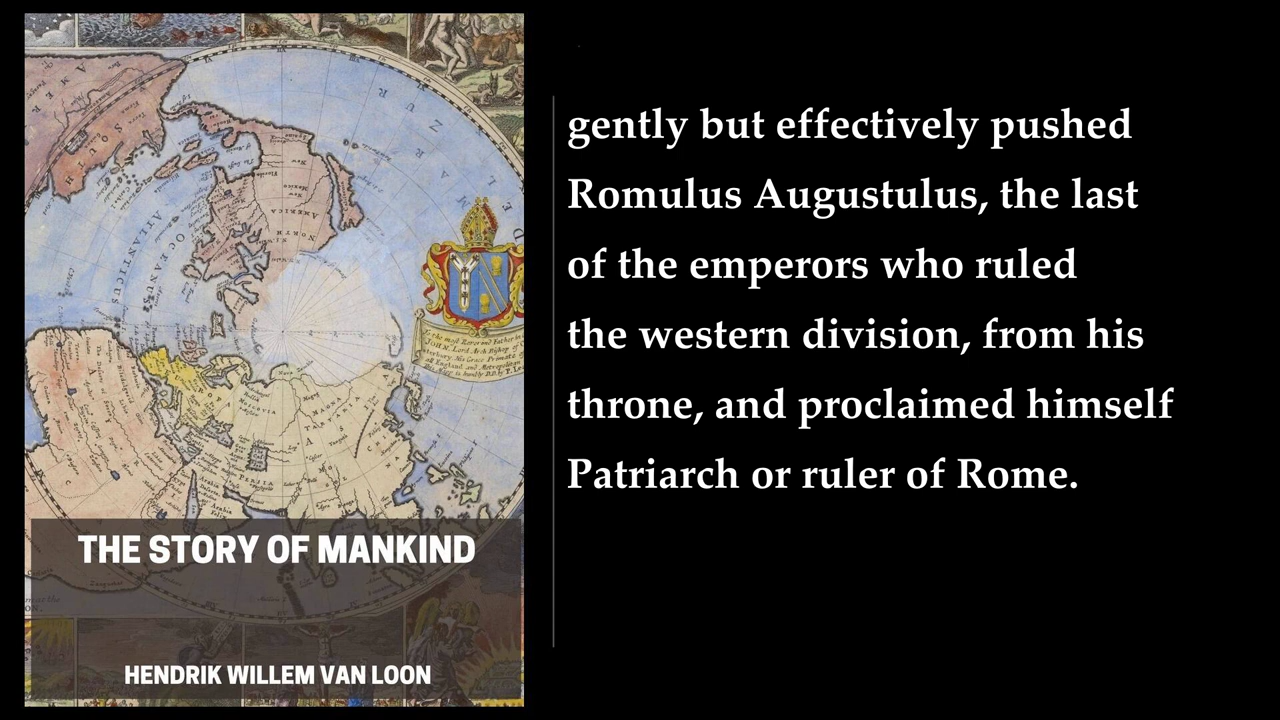 gently but effectively pushed
Romulus Augustulus, the last
of the emperors who ruled
the western division, from his
throne, and proclaimed himself
Patriarch or ruler of Rome.
THE STORY OF MANKIND
HENDRIK WILLEM VAN LOON